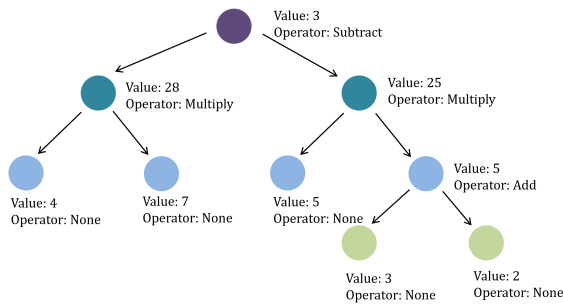 Value: 3
Operator: Subtract
Value: 28
Operator: Multiply
Value: 25
Operator: Multiply
Value: 4
Operator: None
Value: 7
Operator: None
Value: 5
Operator: None
Value: 5
Operator: Add
Value: 3
Operator: None
Value: 2
Operator: None